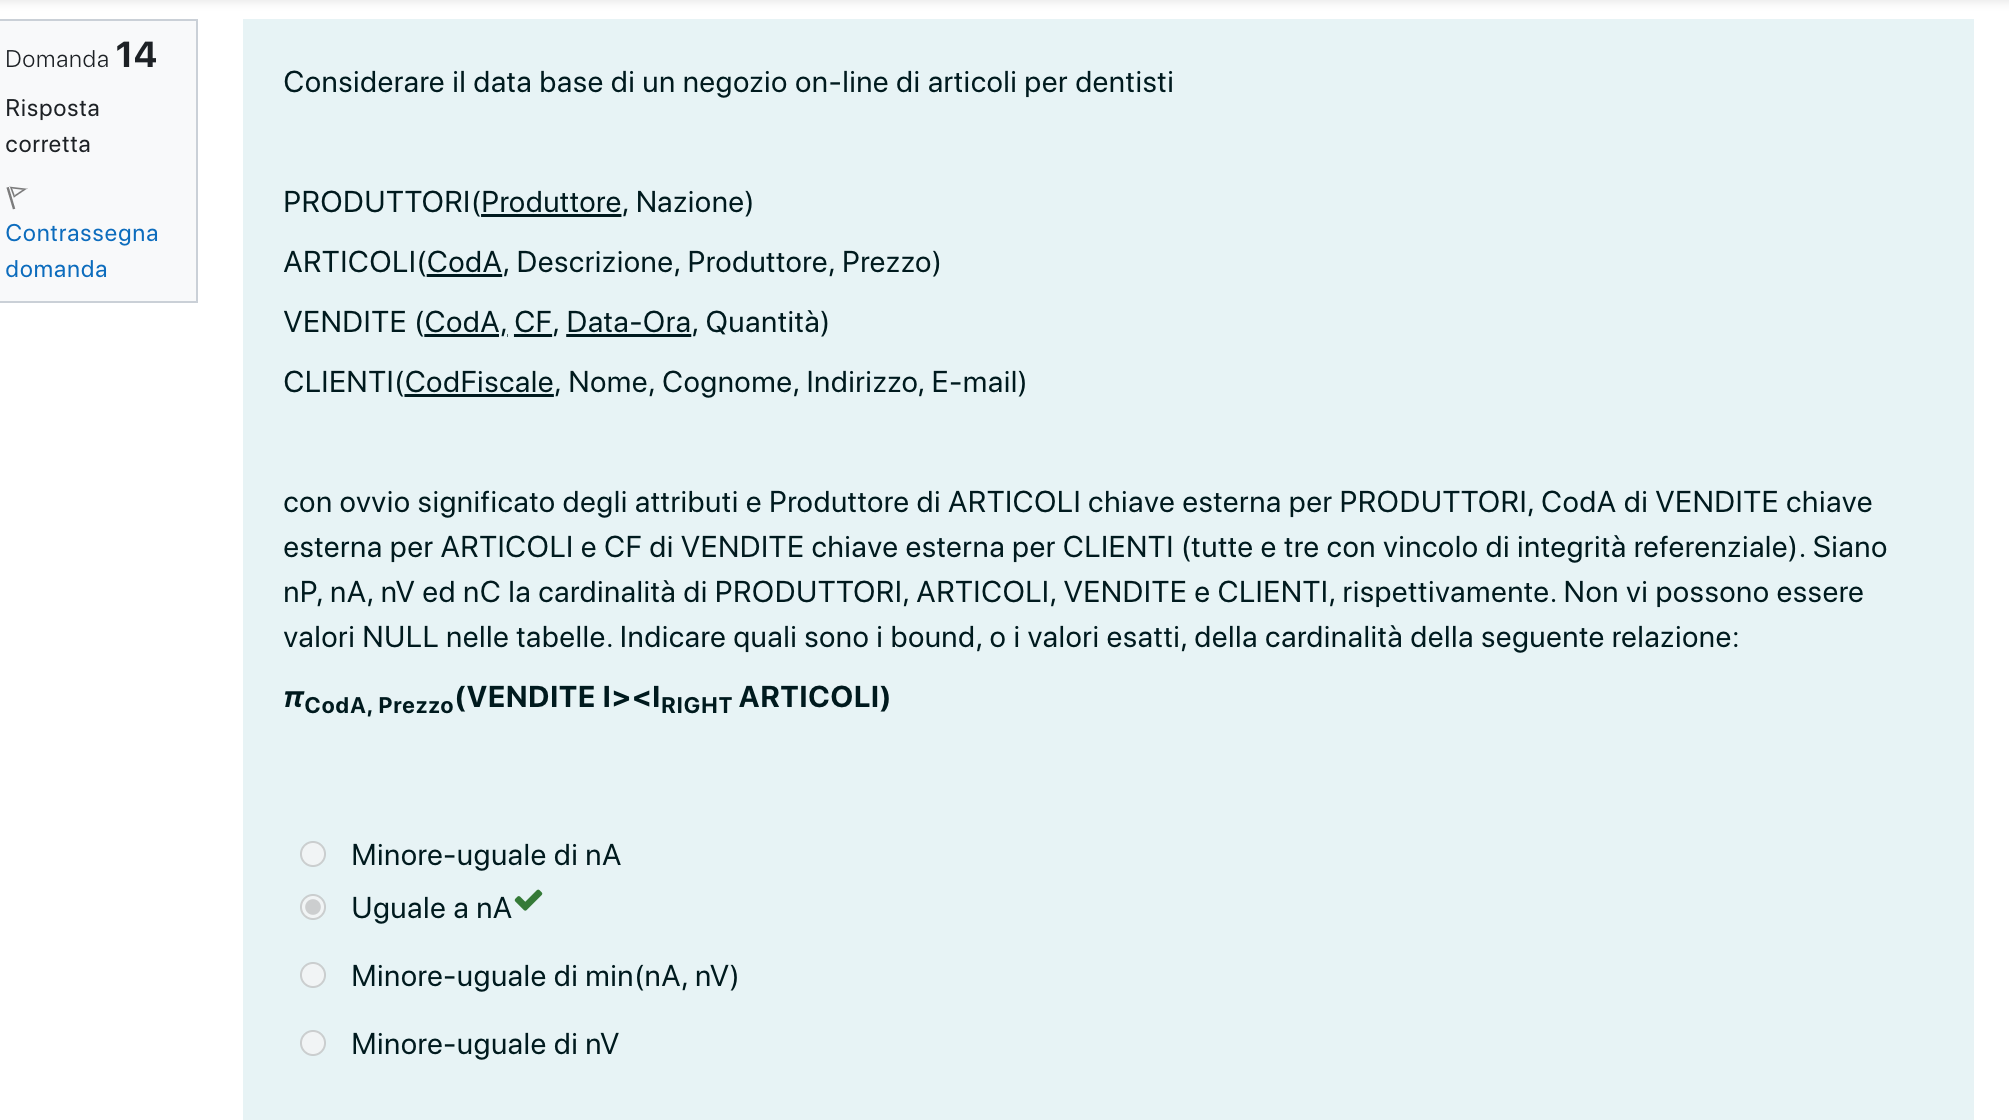 Domanda 14
Risposta
corretta
Contrassegna
domanda
Considerare il data base di un negozio on-line di articoli per dentisti
PRODUTTORI(Produttore, Nazione)
ARTICOLI(CodA, Descrizione, Produttore, Prezzo)
VENDITE (CodA, CF, Data-Ora, Quantità)
CLIENTI(CodFiscale, Nome, Cognome, Indirizzo, E-mail)
con ovvio significato degli attributi e Produttore di ARTICOLI chiave esterna per PRODUTTORI, CodA di VENDITE chiave
esterna per ARTICOLI e CF di VENDITE chiave esterna per CLIENTI (tutte e tre con vincolo di integrità referenziale). Siano
nP, nA, nV ed nC la cardinalità di PRODUTTORI, ARTICOLI, VENDITE e CLIENTI, rispettivamente. Non vi possono essere
valori NULL nelle tabelle. Indicare quali sono i bound, o i valori esatti, della cardinalità della seguente relazione:
πCodA, Prezzo(VENDITE I><IRIGHT ARTICOLI)
Minore-uguale di nA
Uguale a nA
Minore-uguale di min(nA, nV)
Minore-uguale di nV